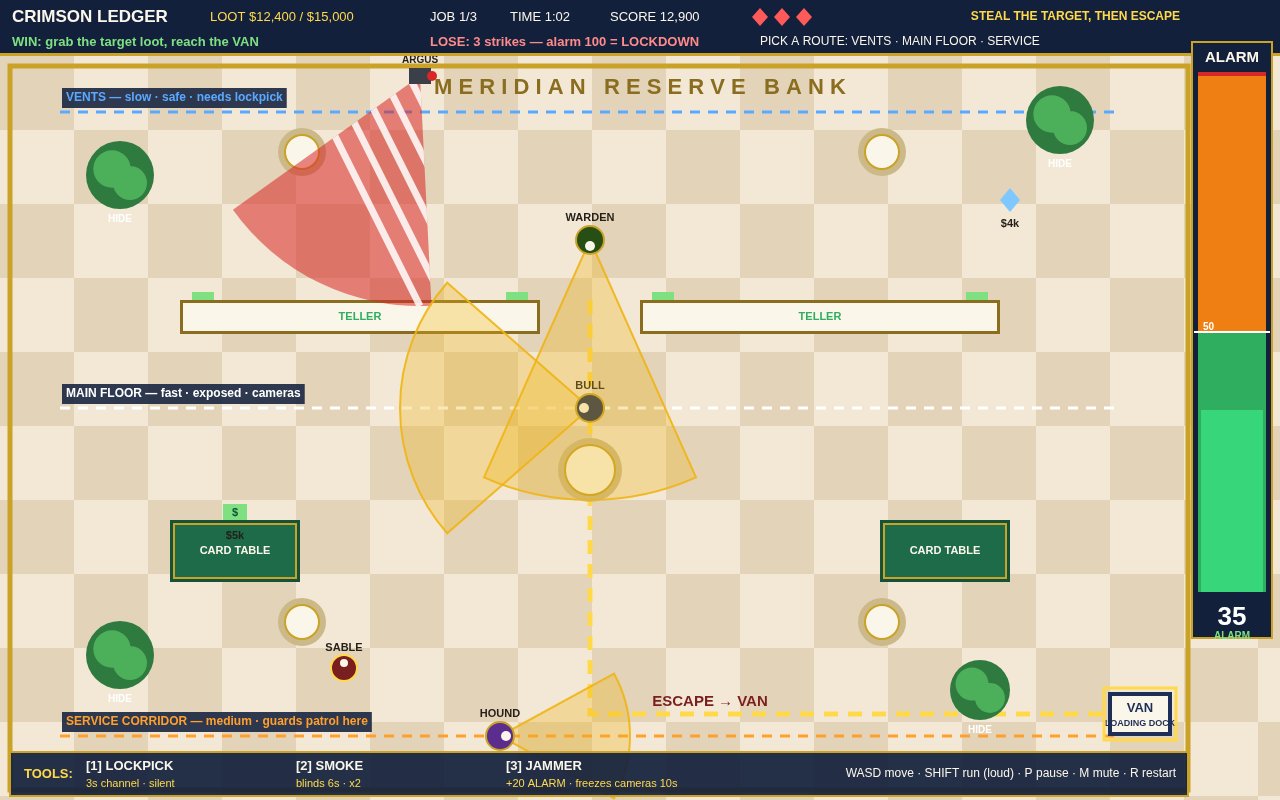 CRIMSON LEDGER
LOOT $12,400 / $15,000
JOB 1/3
TIME 1:02
SCORE 12,900
STEAL THE TARGET, THEN ESCAPE
WIN: grab the target loot, reach the VAN
LOSE: 3 strikes — alarm 100 = LOCKDOWN
PICK A ROUTE: VENTS · MAIN FLOOR · SERVICE
ALARM
ARGUS
MERIDIAN RESERVE BANK
VENTS — slow · safe · needs lockpick
HIDE
HIDE
WARDEN
$4k
TELLER
TELLER
50
MAIN FLOOR — fast · exposed · cameras
BULL
$
$5k
CARD TABLE
CARD TABLE
35
ALARM
SABLE
HIDE
ESCAPE → VAN
VAN
LOADING DOCK
HOUND
SERVICE CORRIDOR — medium · guards patrol here
HIDE
TOOLS:
[1] LOCKPICK
3s channel · silent
[2] SMOKE
blinds 6s · x2
[3] JAMMER
+20 ALARM · freezes cameras 10s
WASD move · SHIFT run (loud) · P pause · M mute · R restart